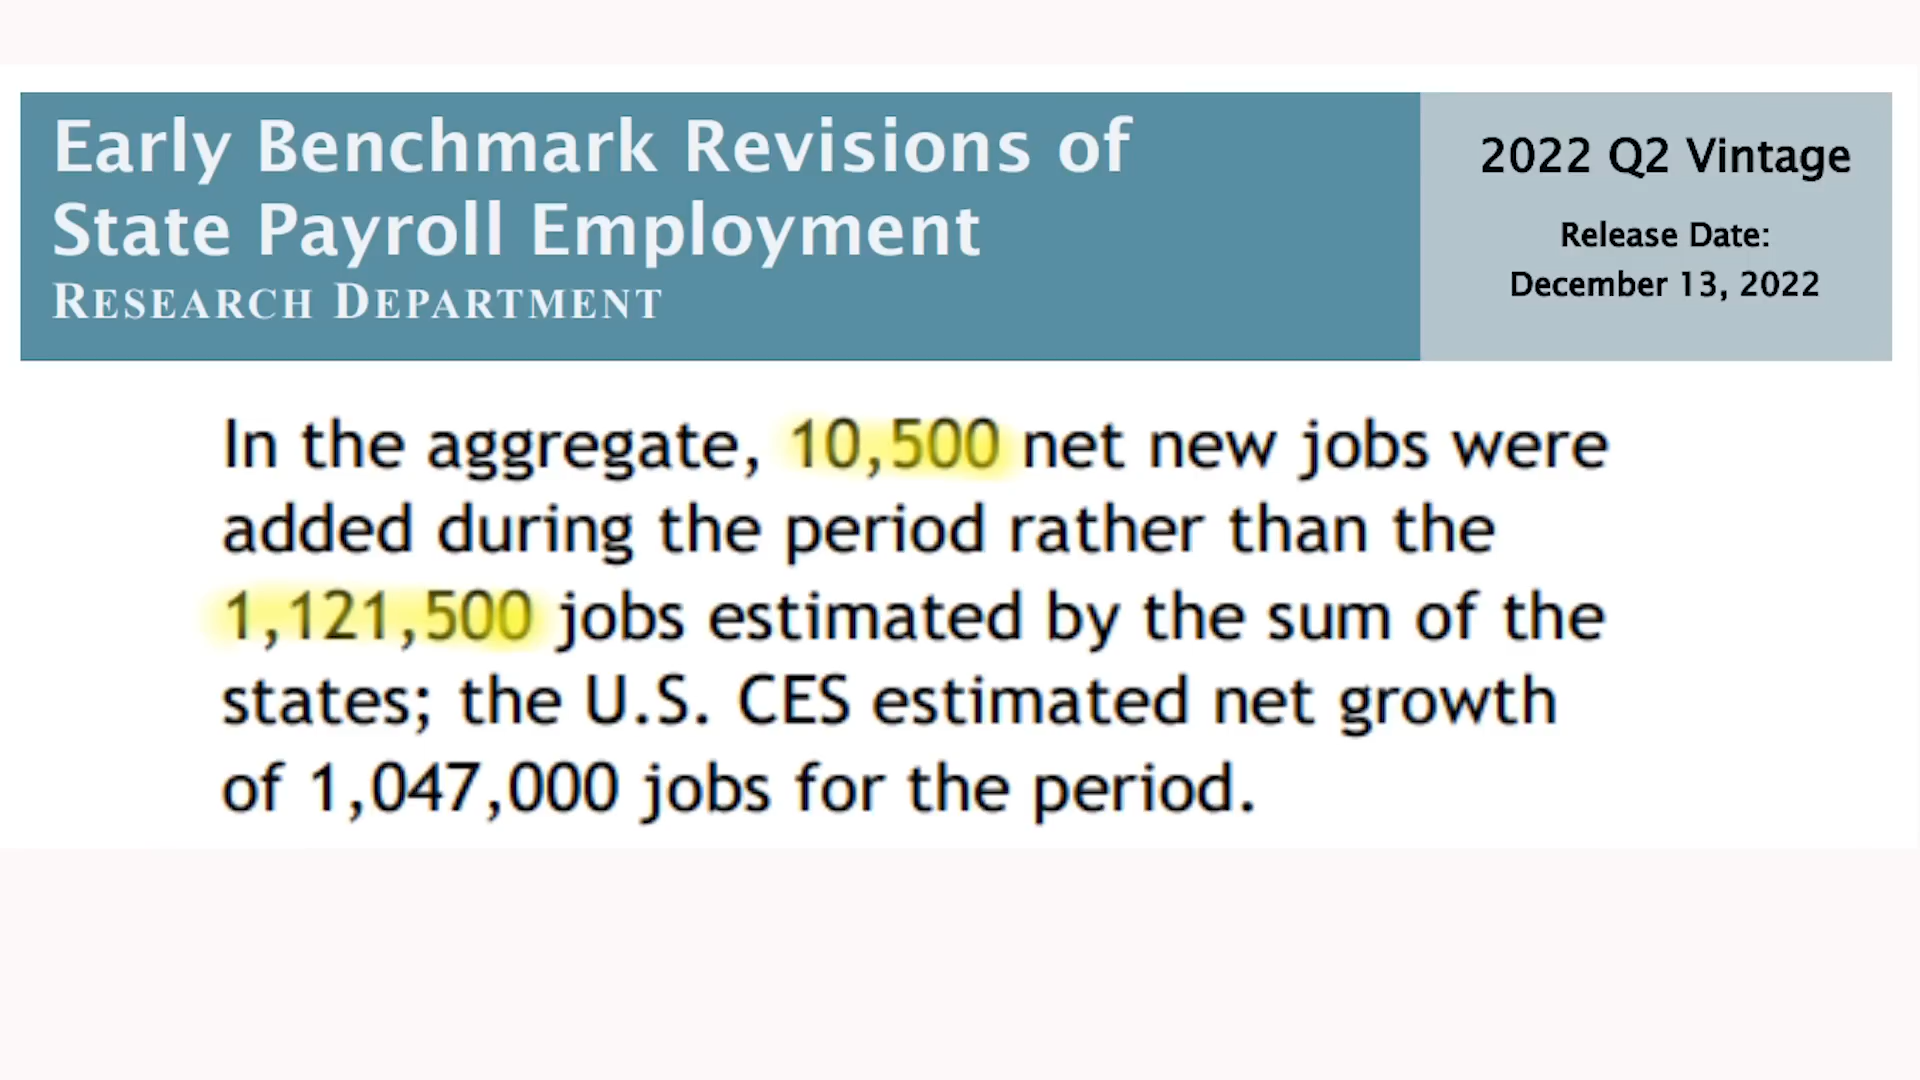 Early Benchmark Revisions of
State Payroll Employment
RESEARCH DEPARTMENT
2022 Q2 Vintage
Release Date:
December 13, 2022
In the aggregate, 10,500 net new jobs were
added during the period rather than the
1,121,500 jobs estimated by the sum of the
states; the U.S. CES estimated net growth
of 1,047,000 jobs for the period.